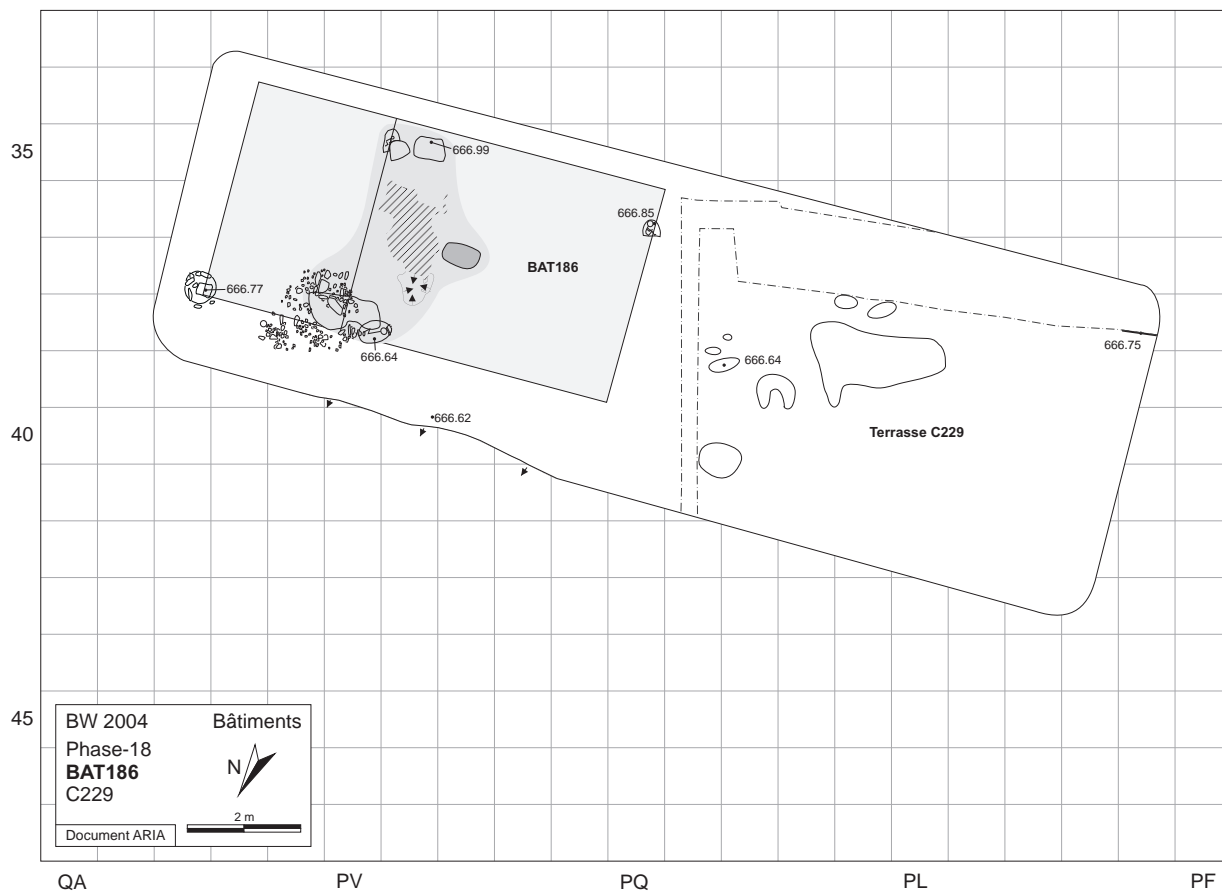 35
666.99
666.85
BAT186
666.77
666.75
666.64
666.64
666.62
40
Terrasse C229
45
BW 2004 Bâtiments
Phase-18
BAT186
N
C229
2 m
Document ARIA
QA PV PQ PL PF